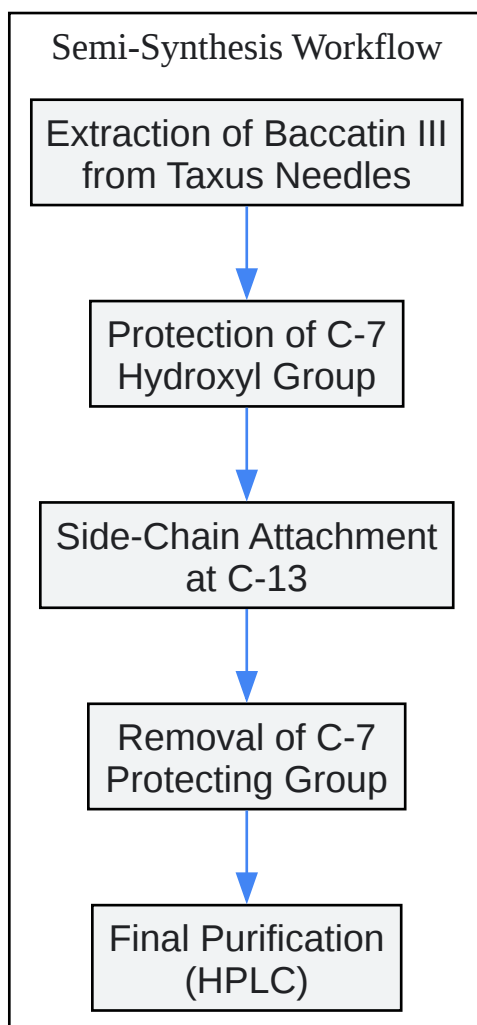 Semi-Synthesis Workflow
Extraction of Baccatin III
from Taxus Needles
Protection of C-7
Hydroxyl Group
Side-Chain Attachment
at C-13
Removal of C-7
Protecting Group
Final Purification
(HPLC)